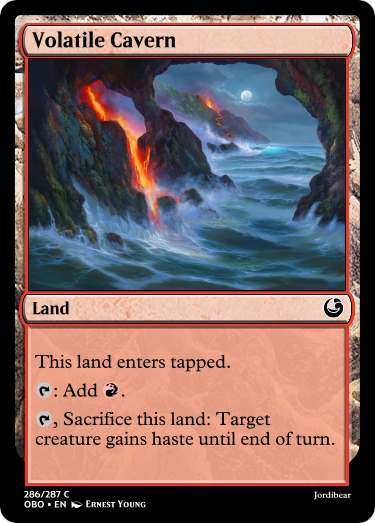 Volatile Cavern
Land
This land enters tapped.
: Add .
, Sacrifice this land: Target
creature gains haste until end of turn.
286/287 C
OBO • EN Ernest Young
Jordibear